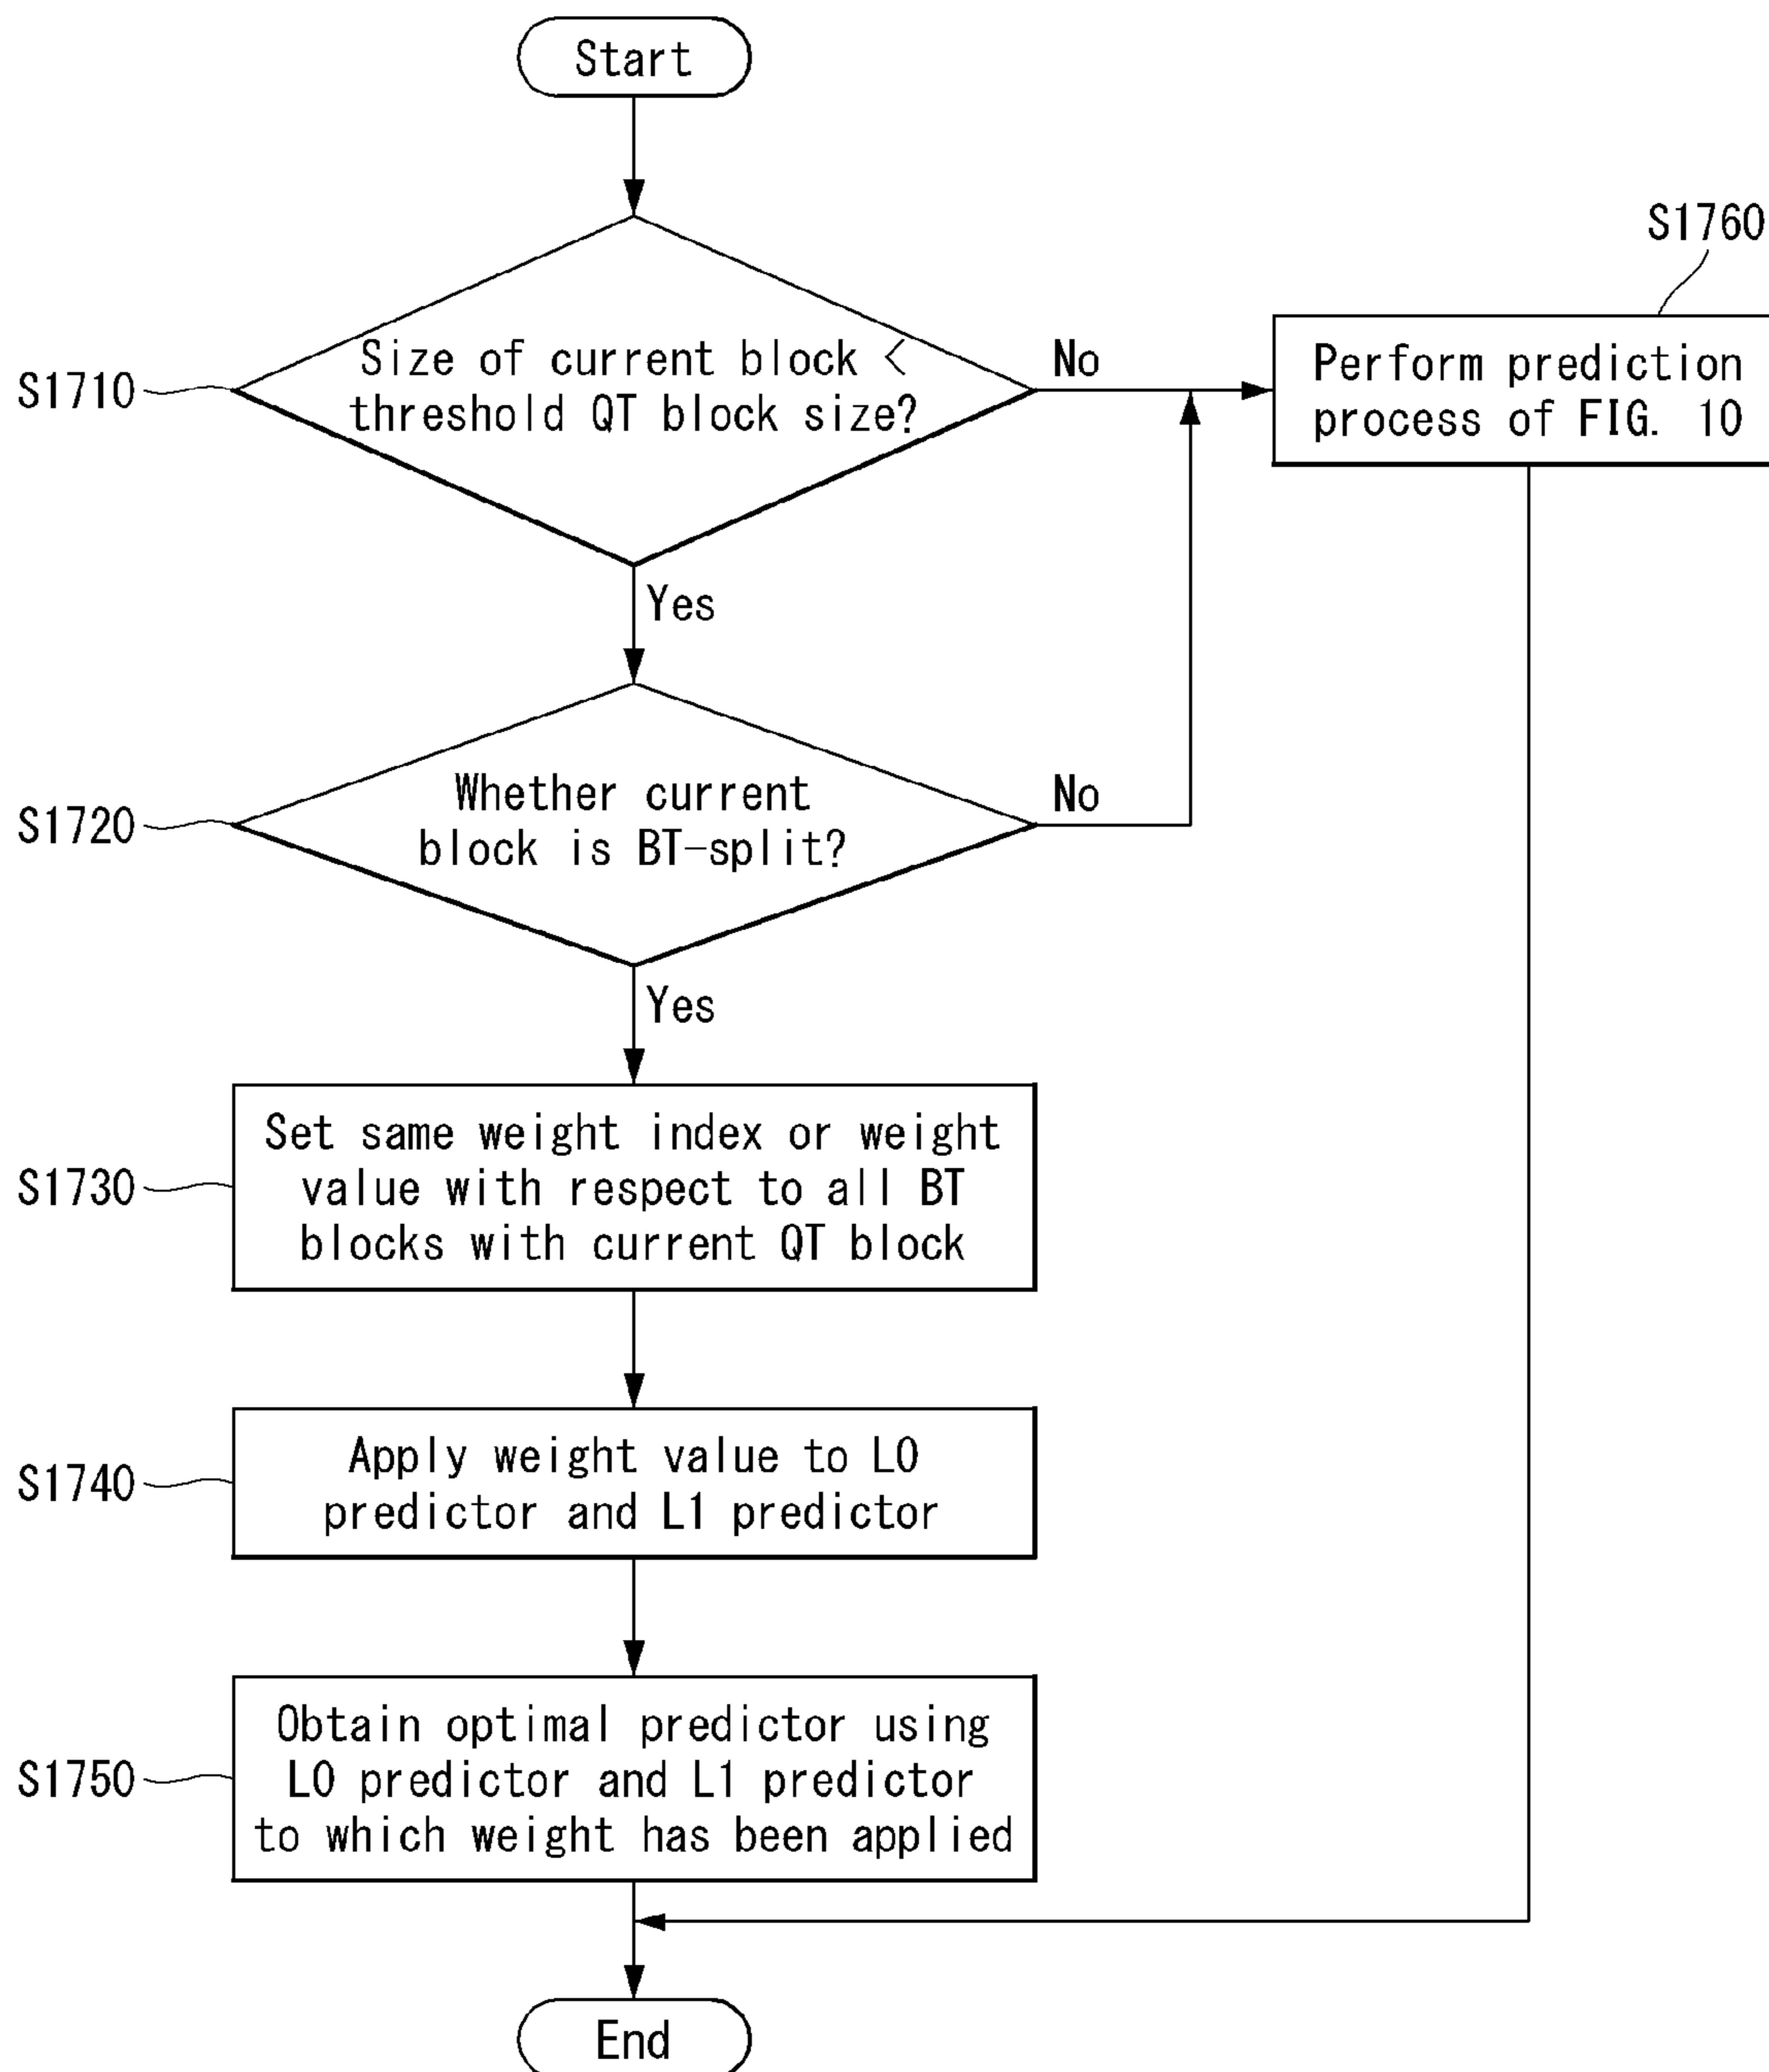 Start
S1710
Size of current block <
threshold QT block size?
No
S1760
Perform prediction
process of FIG. 10
Yes
S1720
Whether current
block is BT-split?
No
Yes
S1730
Set same weight index or weight
value with respect to all BT
blocks with current QT block
S1740
Apply weight value to L0
predictor and L1 predictor
S1750
Obtain optimal predictor using
L0 predictor and L1 predictor
to which weight has been applied
End